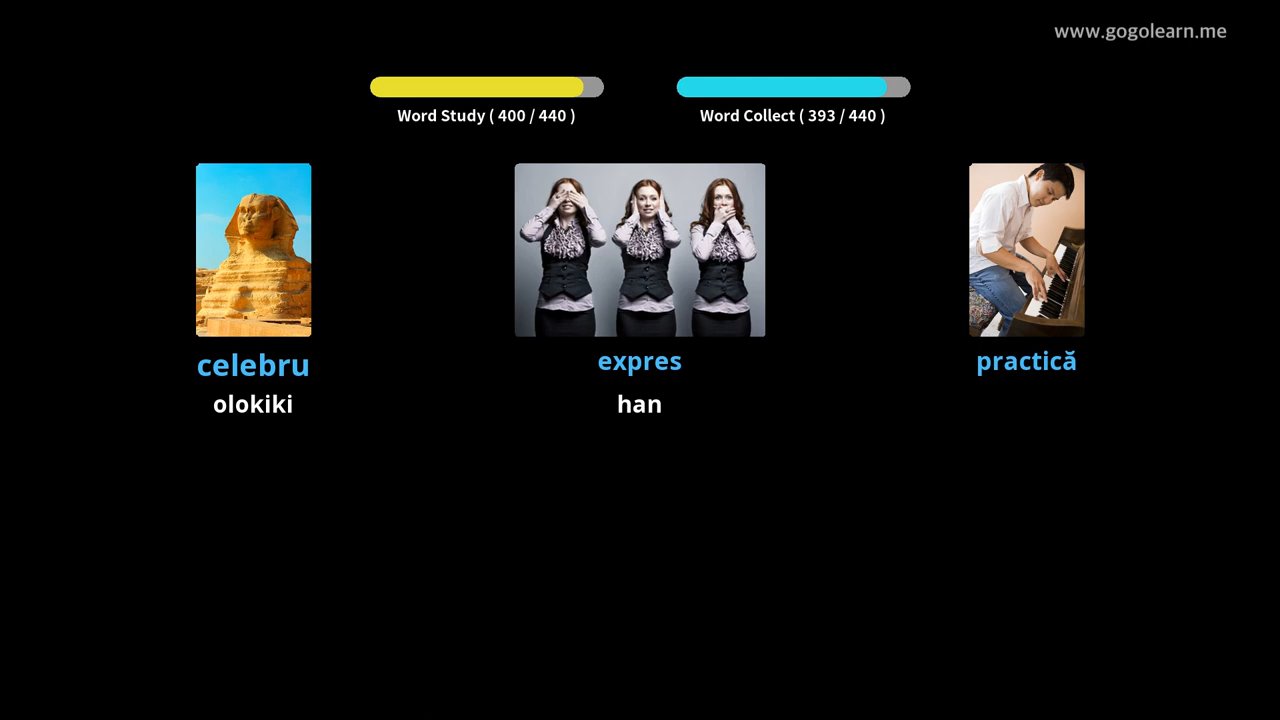 www.gogolearn.me
Word Study ( 400 / 440 )
Word Collect ( 393 / 440 )
celebru
expres
practică
olokiki
han